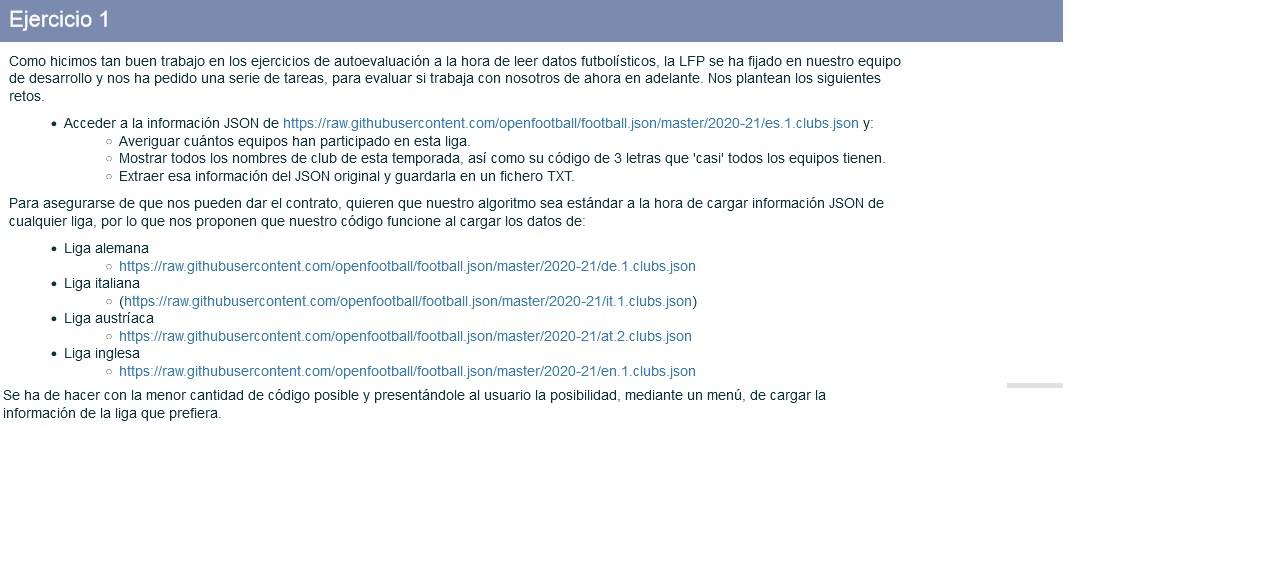 Ejercicio 1
Como hicimos tan buen trabajo en los ejercicios de autoevaluación a la hora de leer datos futbolísticos, la LFP se ha fijado en nuestro equipo
de desarrollo y nos ha pedido una serie de tareas, para evaluar si trabaja con nosotros de ahora en adelante. Nos plantean los siguientes
retos.
• Acceder a la información JSON de https://raw.githubusercontent.com/openfootball/football.json/master/2020-21/es.1.clubs.json y:
○ Averiguar cuántos equipos han participado en esta liga.
○ Mostrar todos los nombres de club de esta temporada, así como su código de 3 letras que 'casi' todos los equipos tienen.
○ Extraer esa información del JSON original y guardarla en un fichero TXT.
Para asegurarse de que nos pueden dar el contrato, quieren que nuestro algoritmo sea estándar a la hora de cargar información JSON de
cualquier liga, por lo que nos proponen que nuestro código funcione al cargar los datos de:
• Liga alemana
○ https://raw.githubusercontent.com/openfootball/football.json/master/2020-21/de.1.clubs.json
• Liga italiana
○ (https://raw.githubusercontent.com/openfootball/football.json/master/2020-21/it.1.clubs.json)
• Liga austríaca
○ https://raw.githubusercontent.com/openfootball/football.json/master/2020-21/at.2.clubs.json
• Liga inglesa
○ https://raw.githubusercontent.com/openfootball/football.json/master/2020-21/en.1.clubs.json
Se ha de hacer con la menor cantidad de código posible y presentándole al usuario la posibilidad, mediante un menú, de cargar la
información de la liga que prefiera.